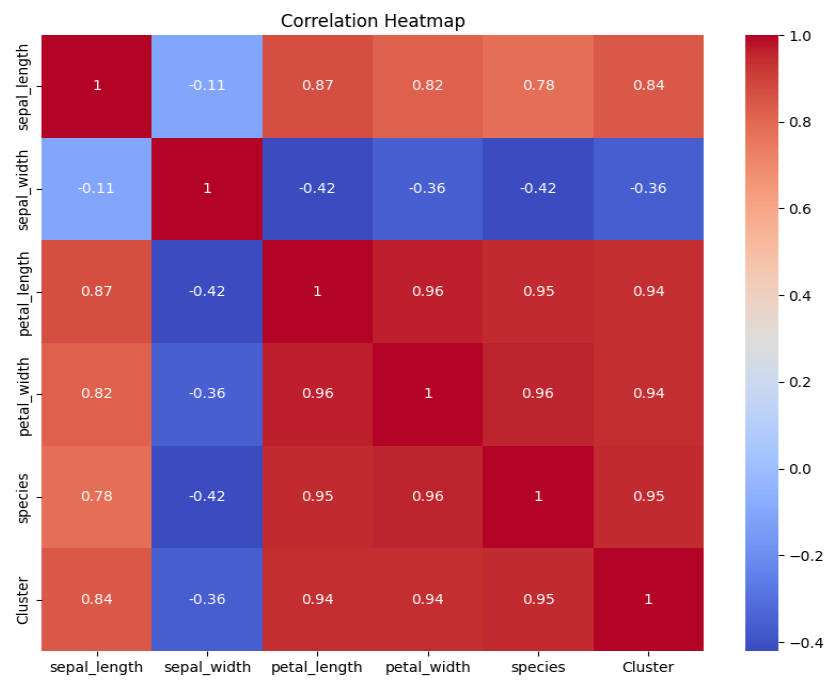 Correlation Heatmap
sepal_length 1 -0.11 0.87 0.82 0.78 0.84
sepal_width -0.11 1 -0.42 -0.36 -0.42 -0.36
petal_length 0.87 -0.42 1 0.96 0.95 0.94
petal_width 0.82 -0.36 0.96 1 0.96 0.94
species 0.78 -0.42 0.95 0.96 1 0.95
Cluster 0.84 -0.36 0.94 0.94 0.95 1
sepal_length sepal_width petal_length petal_width species Cluster
1.0
0.8
0.6
0.4
0.2
0.0
−0.2
−0.4